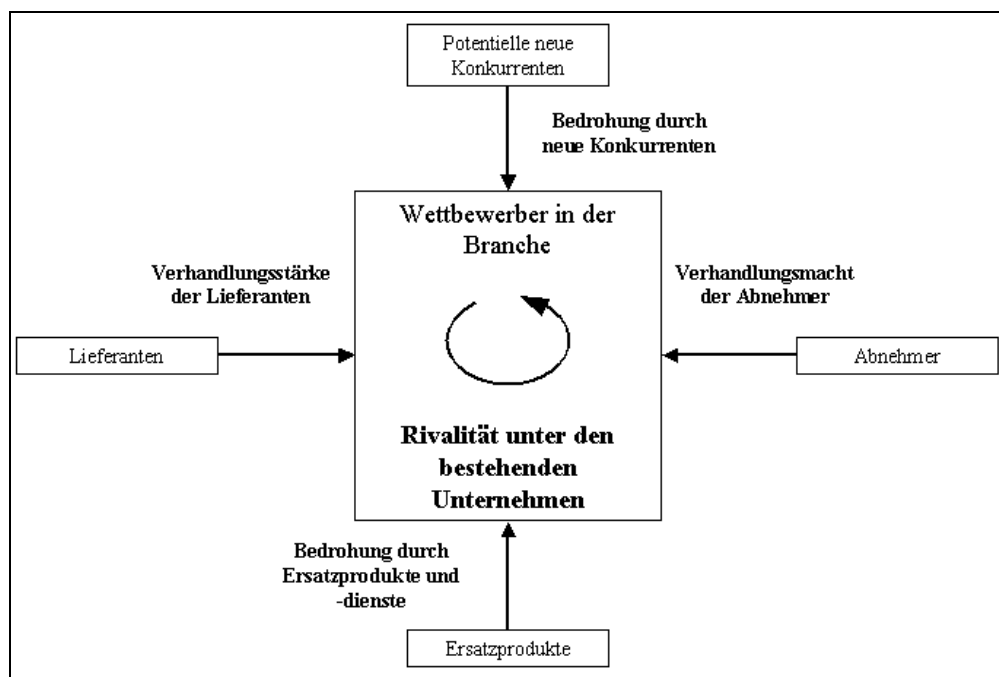 Potentielle neue
Konkurrenten
Bedrohung durch
neue Konkurrenten
Wettbewerber in der
Branche
Verhandlungsstärke
der Lieferanten
Verhandlungsmacht
der Abnehmer
Lieferanten
Abnehmer
Rivalität unter den
bestehenden
Unternehmen
Bedrohung durch
Ersatzprodukte und
-dienste
Ersatzprodukte